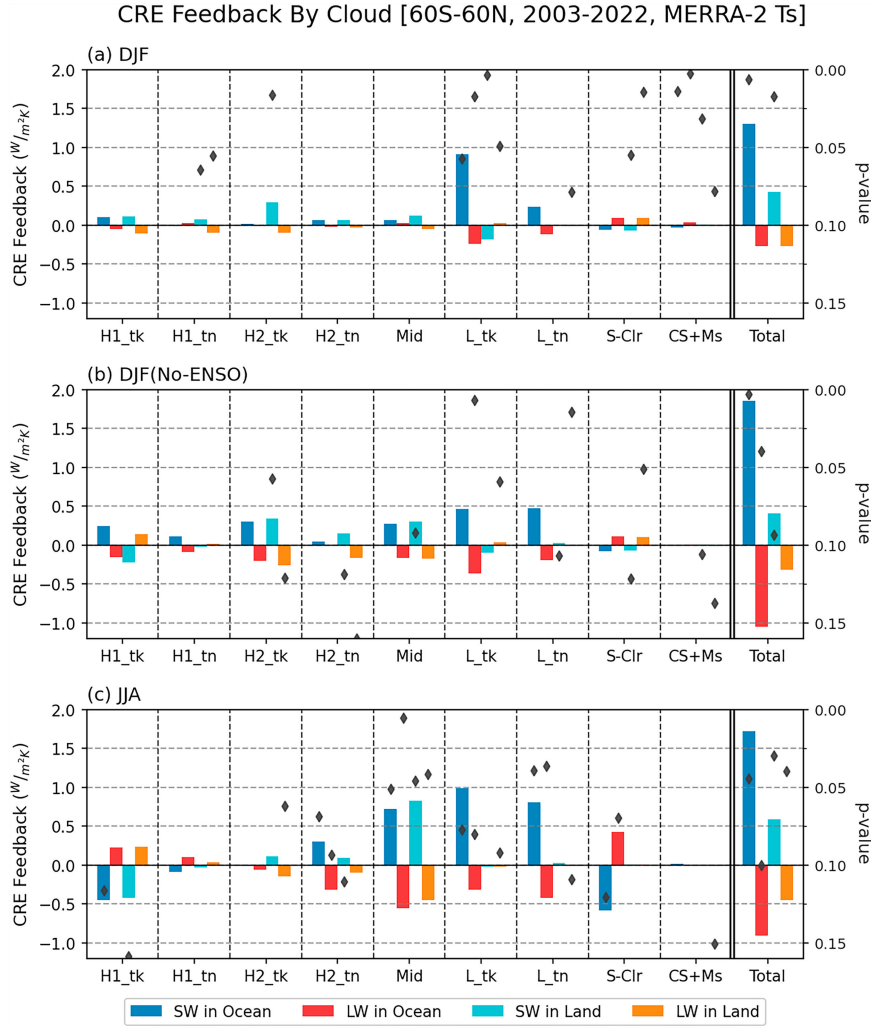 CRE Feedback By Cloud [60S-60N, 2003-2022, MERRA-2 Ts]
(a) DJF
CRE Feedback (W/m²K)
2.0
1.5
1.0
0.5
0.0
−0.5
−1.0
0.00
0.05
0.10
0.15
p-value
H1_tk H1_tn H2_tk H2_tn Mid L_tk L_tn S-Clr CS+Ms Total
(b) DJF(No-ENSO)
CRE Feedback (W/m²K)
2.0
1.5
1.0
0.5
0.0
−0.5
−1.0
0.00
0.05
0.10
0.15
p-value
H1_tk H1_tn H2_tk H2_tn Mid L_tk L_tn S-Clr CS+Ms Total
(c) JJA
CRE Feedback (W/m²K)
2.0
1.5
1.0
0.5
0.0
−0.5
−1.0
0.00
0.05
0.10
0.15
p-value
H1_tk H1_tn H2_tk H2_tn Mid L_tk L_tn S-Clr CS+Ms Total
SW in Ocean LW in Ocean SW in Land LW in Land